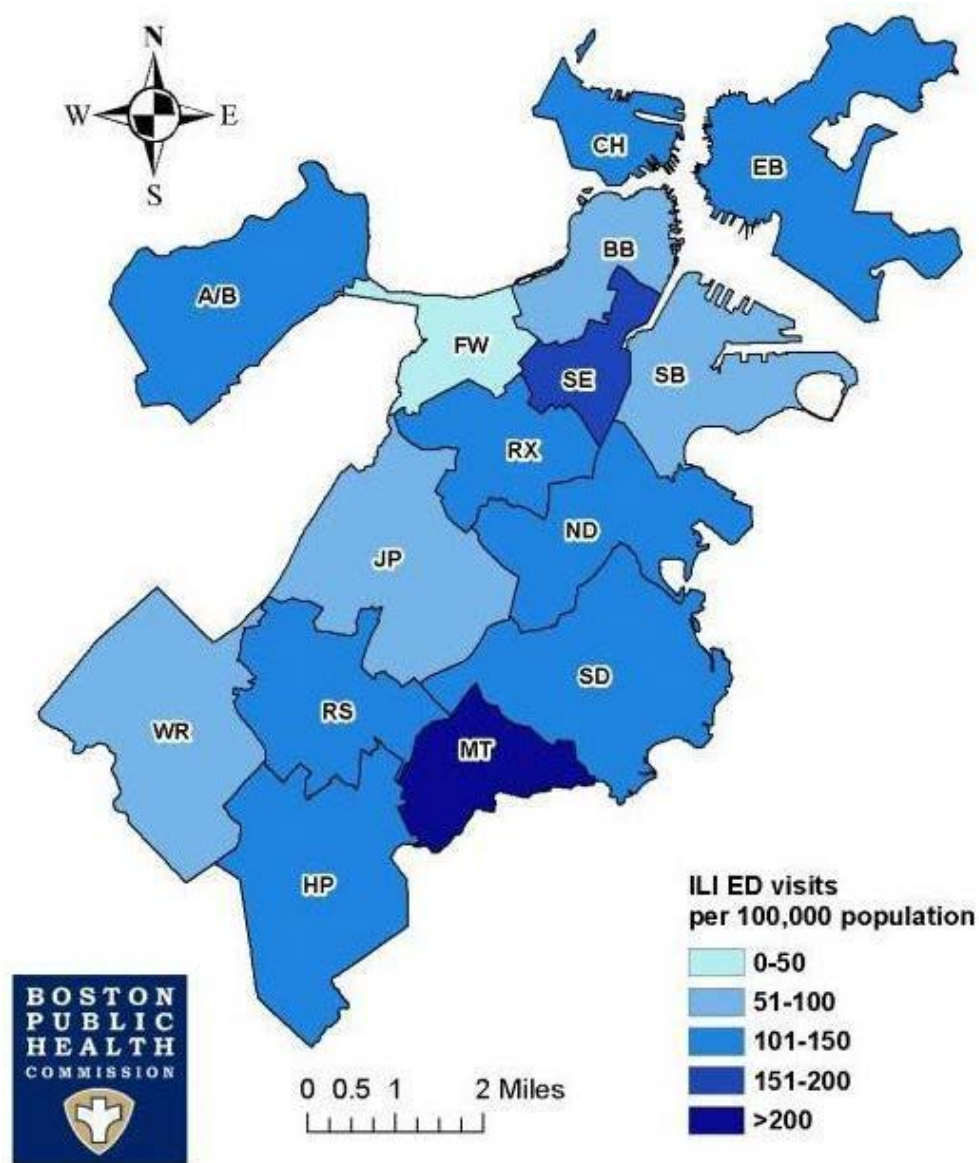 N
W E
S
CH
EB
BB
A/B
FW
SE
SB
RX
ND
JP
SD
RS
WR
MT
HP
ILI ED visits
per 100,000 population
0-50
51-100
101-150
151-200
>200
BOSTON
PUBLIC
HEALTH
COMMISSION
0 0.5 1 2 Miles